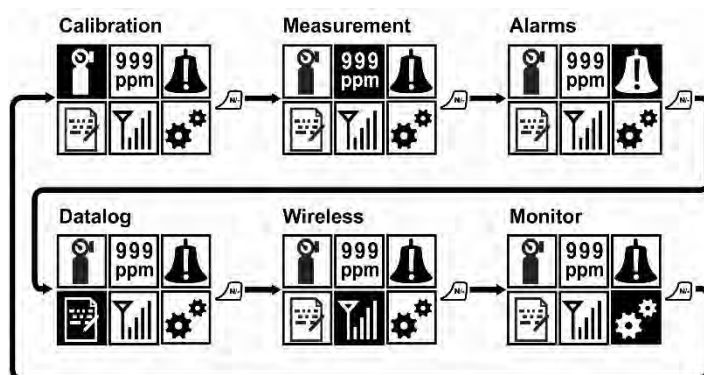 Calibration Measurement Alarms
999 ppm 999 ppm 999 ppm
N/- N/- N/-
Datalog Wireless Monitor
999 ppm 999 ppm 999 ppm
N/- N/- N/-